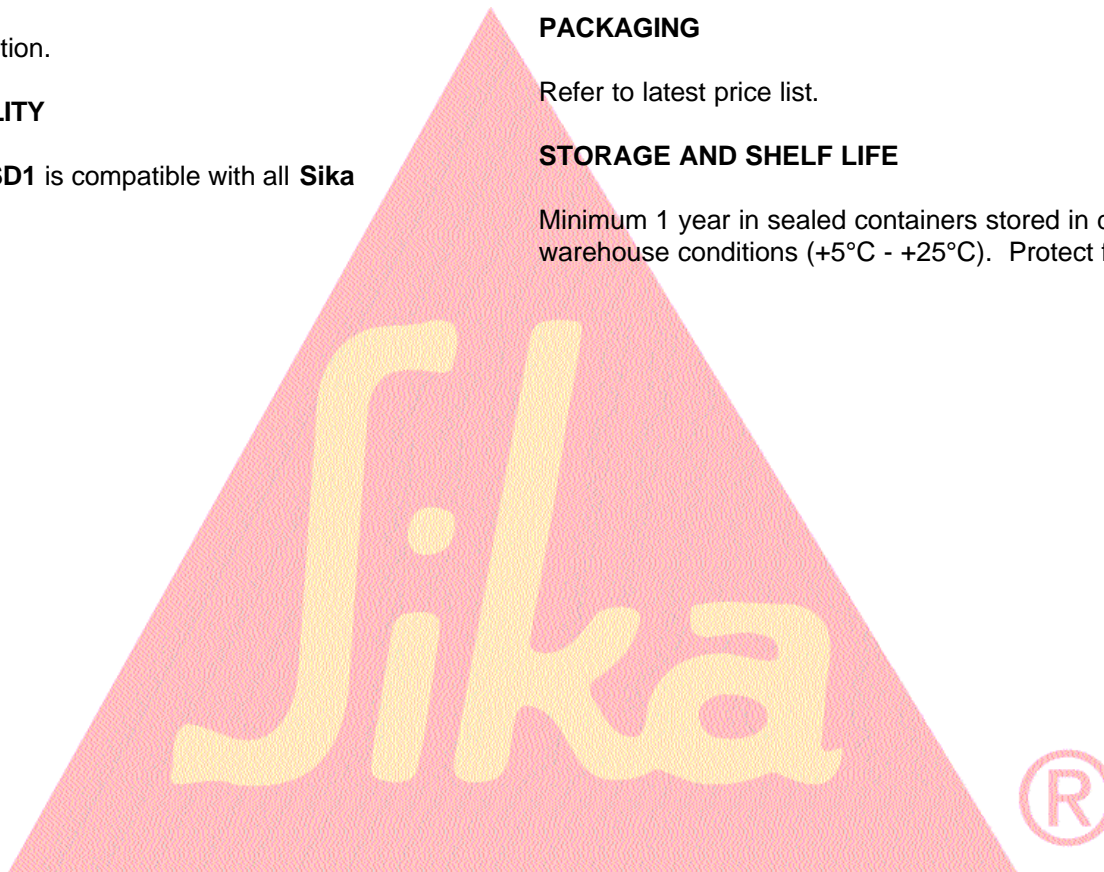 tion.
LITY
SD1 is compatible with all Sika
PACKAGING
Refer to latest price list.
STORAGE AND SHELF LIFE
Minimum 1 year in sealed containers stored in
warehouse conditions (+5°C - +25°C). Protect
Sika
®